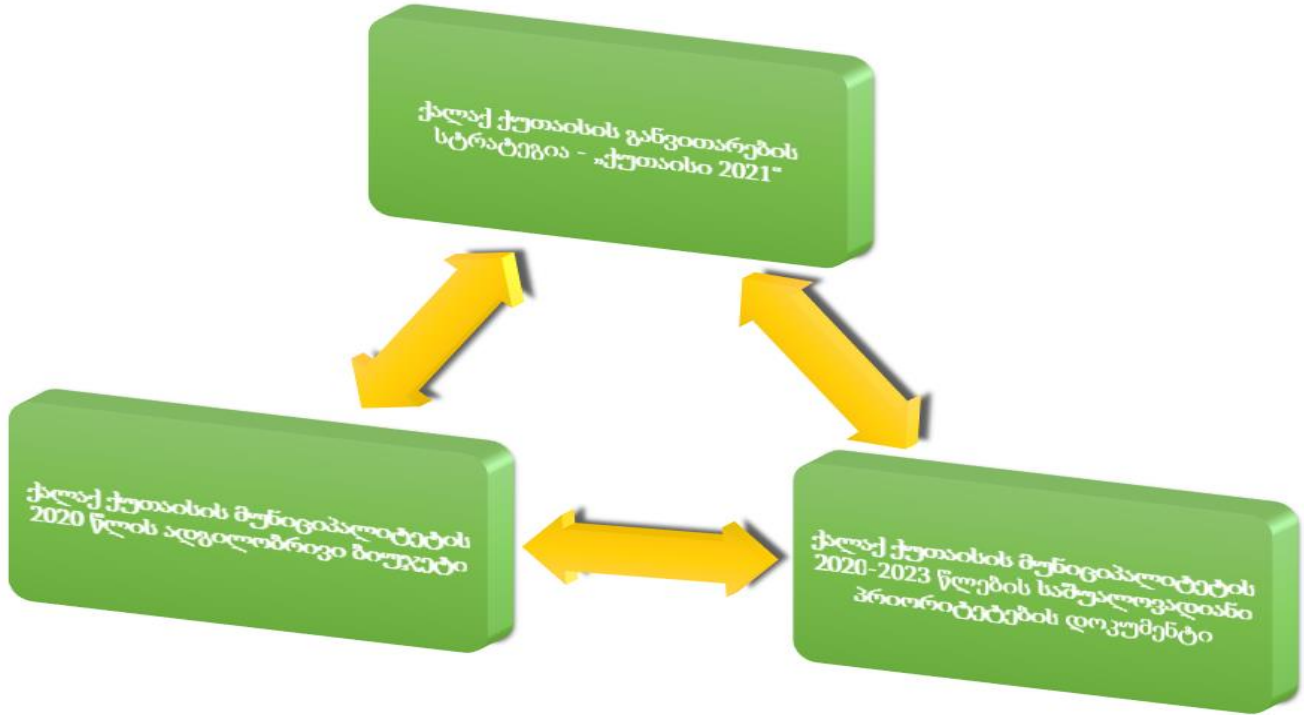 ქალაქ ქუთაისის განვითარების
სტრატეგია - „ქუთაისი 2021“
ქალაქ ქუთაისის მუნიციპალიტეტის
2020 წლის ადგილობრივი ბიუჯეტი
ქალაქ ქუთაისის მუნიციპალიტეტის
2020-2023 წლების საშუალოვადიანი
პრიორიტეტების დოკუმენტი